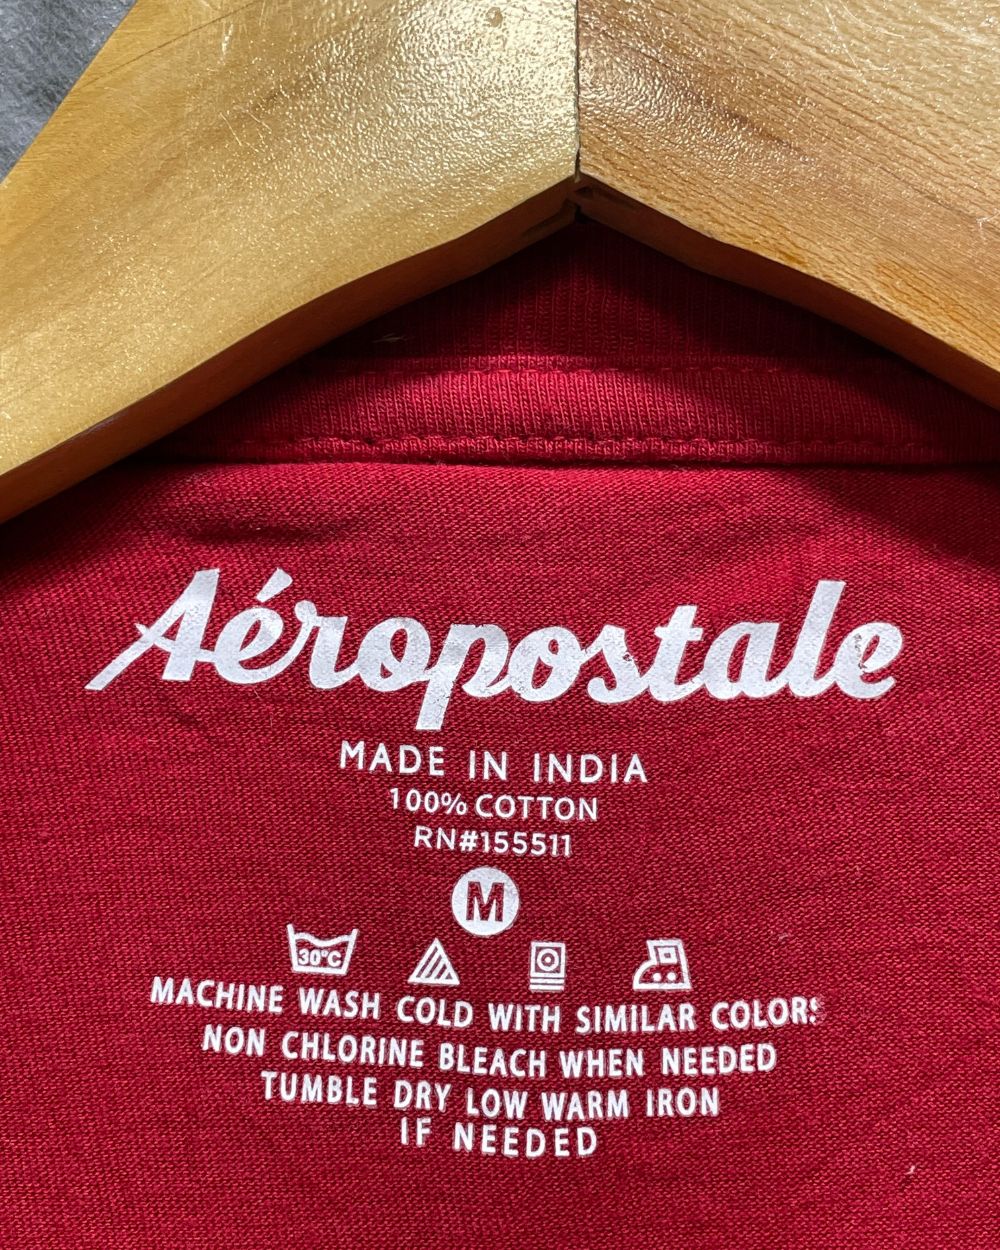 Aéropostale
MADE IN INDIA
100% COTTON
RN#155511
M
30°C
MACHINE WASH COLD WITH SIMILAR COLORS
NON CHLORINE BLEACH WHEN NEEDED
TUMBLE DRY LOW WARM IRON
IF NEEDED